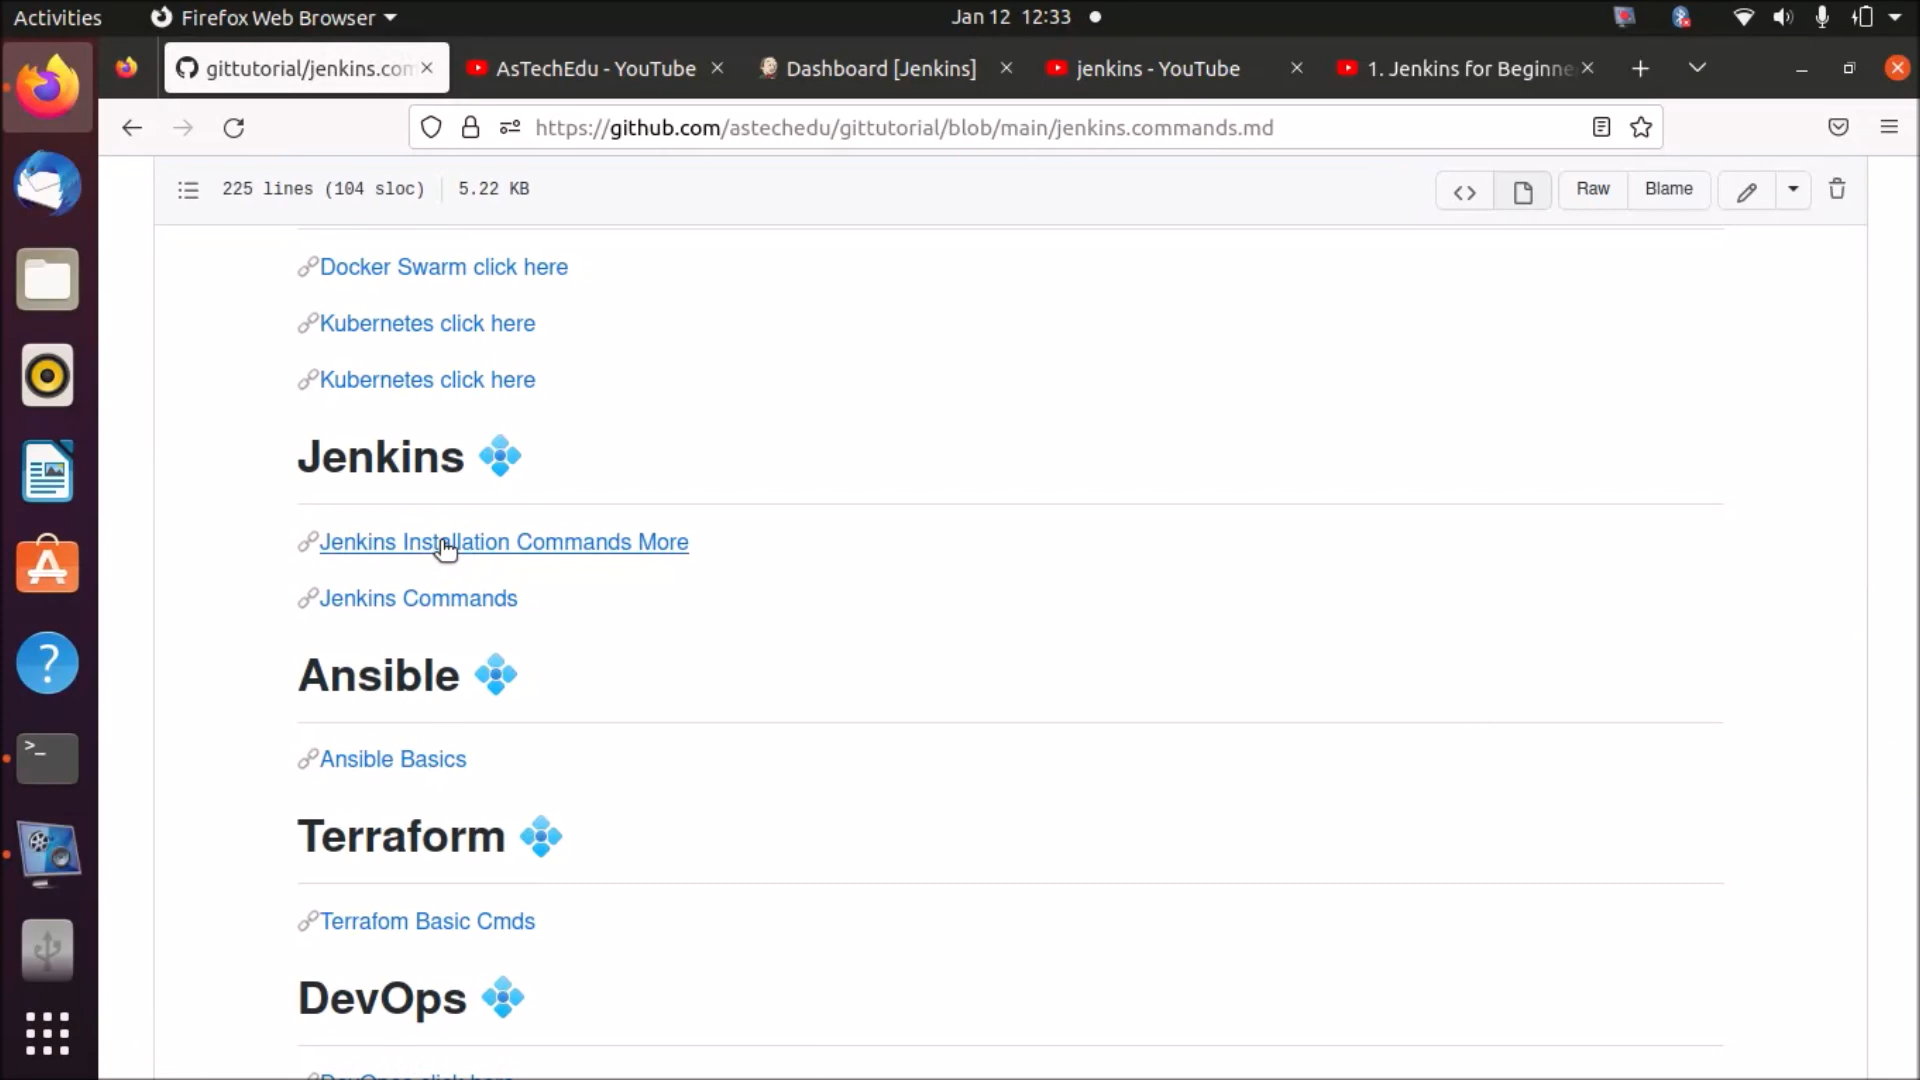 Activities Firefox Web Browser Jan 12 12:33
gittutorial/jenkins.com AsTechEdu - YouTube Dashboard [Jenkins] jenkins - YouTube 1. Jenkins for Beginne
https://github.com/astechedu/gittutorial/blob/main/jenkins.commands.md
225 lines (104 sloc) 5.22 KB Raw Blame
Docker Swarm click here
Kubernetes click here
Kubernetes click here
Jenkins
Jenkins Installation Commands More
Jenkins Commands
Ansible
Ansible Basics
Terraform
Terrafom Basic Cmds
DevOps